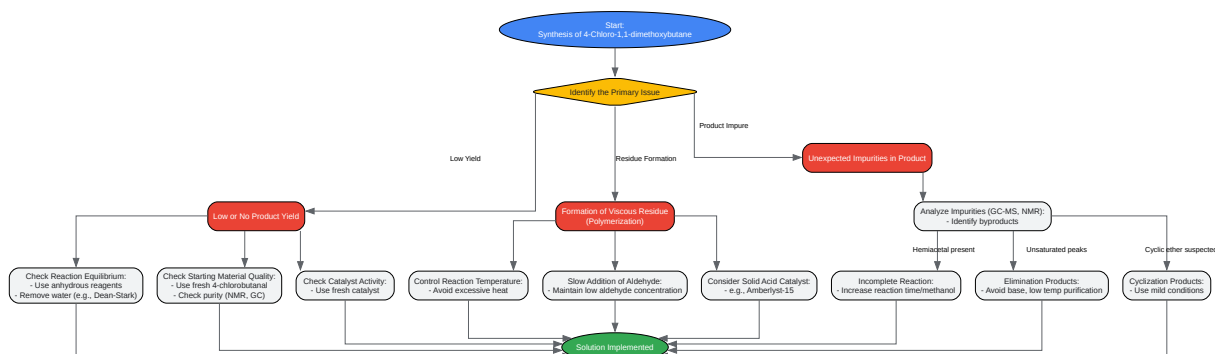 Start:
Synthesis of 4-Chloro-1,1-dimethoxybutane
Identify the Primary Issue
Product Impure
Low Yield
Residue Formation
Unexpected Impurities in Product
Low or No Product Yield
Formation of Viscous Residue
(Polymerization)
Analyze Impurities (GC-MS, NMR):
- Identify byproducts
Hemiacetal present
Unsaturated peaks
Cyclic ether suspected
Check Reaction Equilibrium:
- Use anhydrous reagents
- Remove water (e.g., Dean-Stark)
Check Starting Material Quality:
- Use fresh 4-chlorobutanal
- Check purity (NMR, GC)
Check Catalyst Activity:
- Use fresh catalyst
Control Reaction Temperature:
- Avoid excessive heat
Slow Addition of Aldehyde:
- Maintain low aldehyde concentration
Consider Solid Acid Catalyst:
- e.g., Amberlyst-15
Incomplete Reaction:
- Increase reaction time/methanol
Elimination Products:
- Avoid base, low temp purification
Cyclization Products:
- Use mild conditions
Solution Implemented